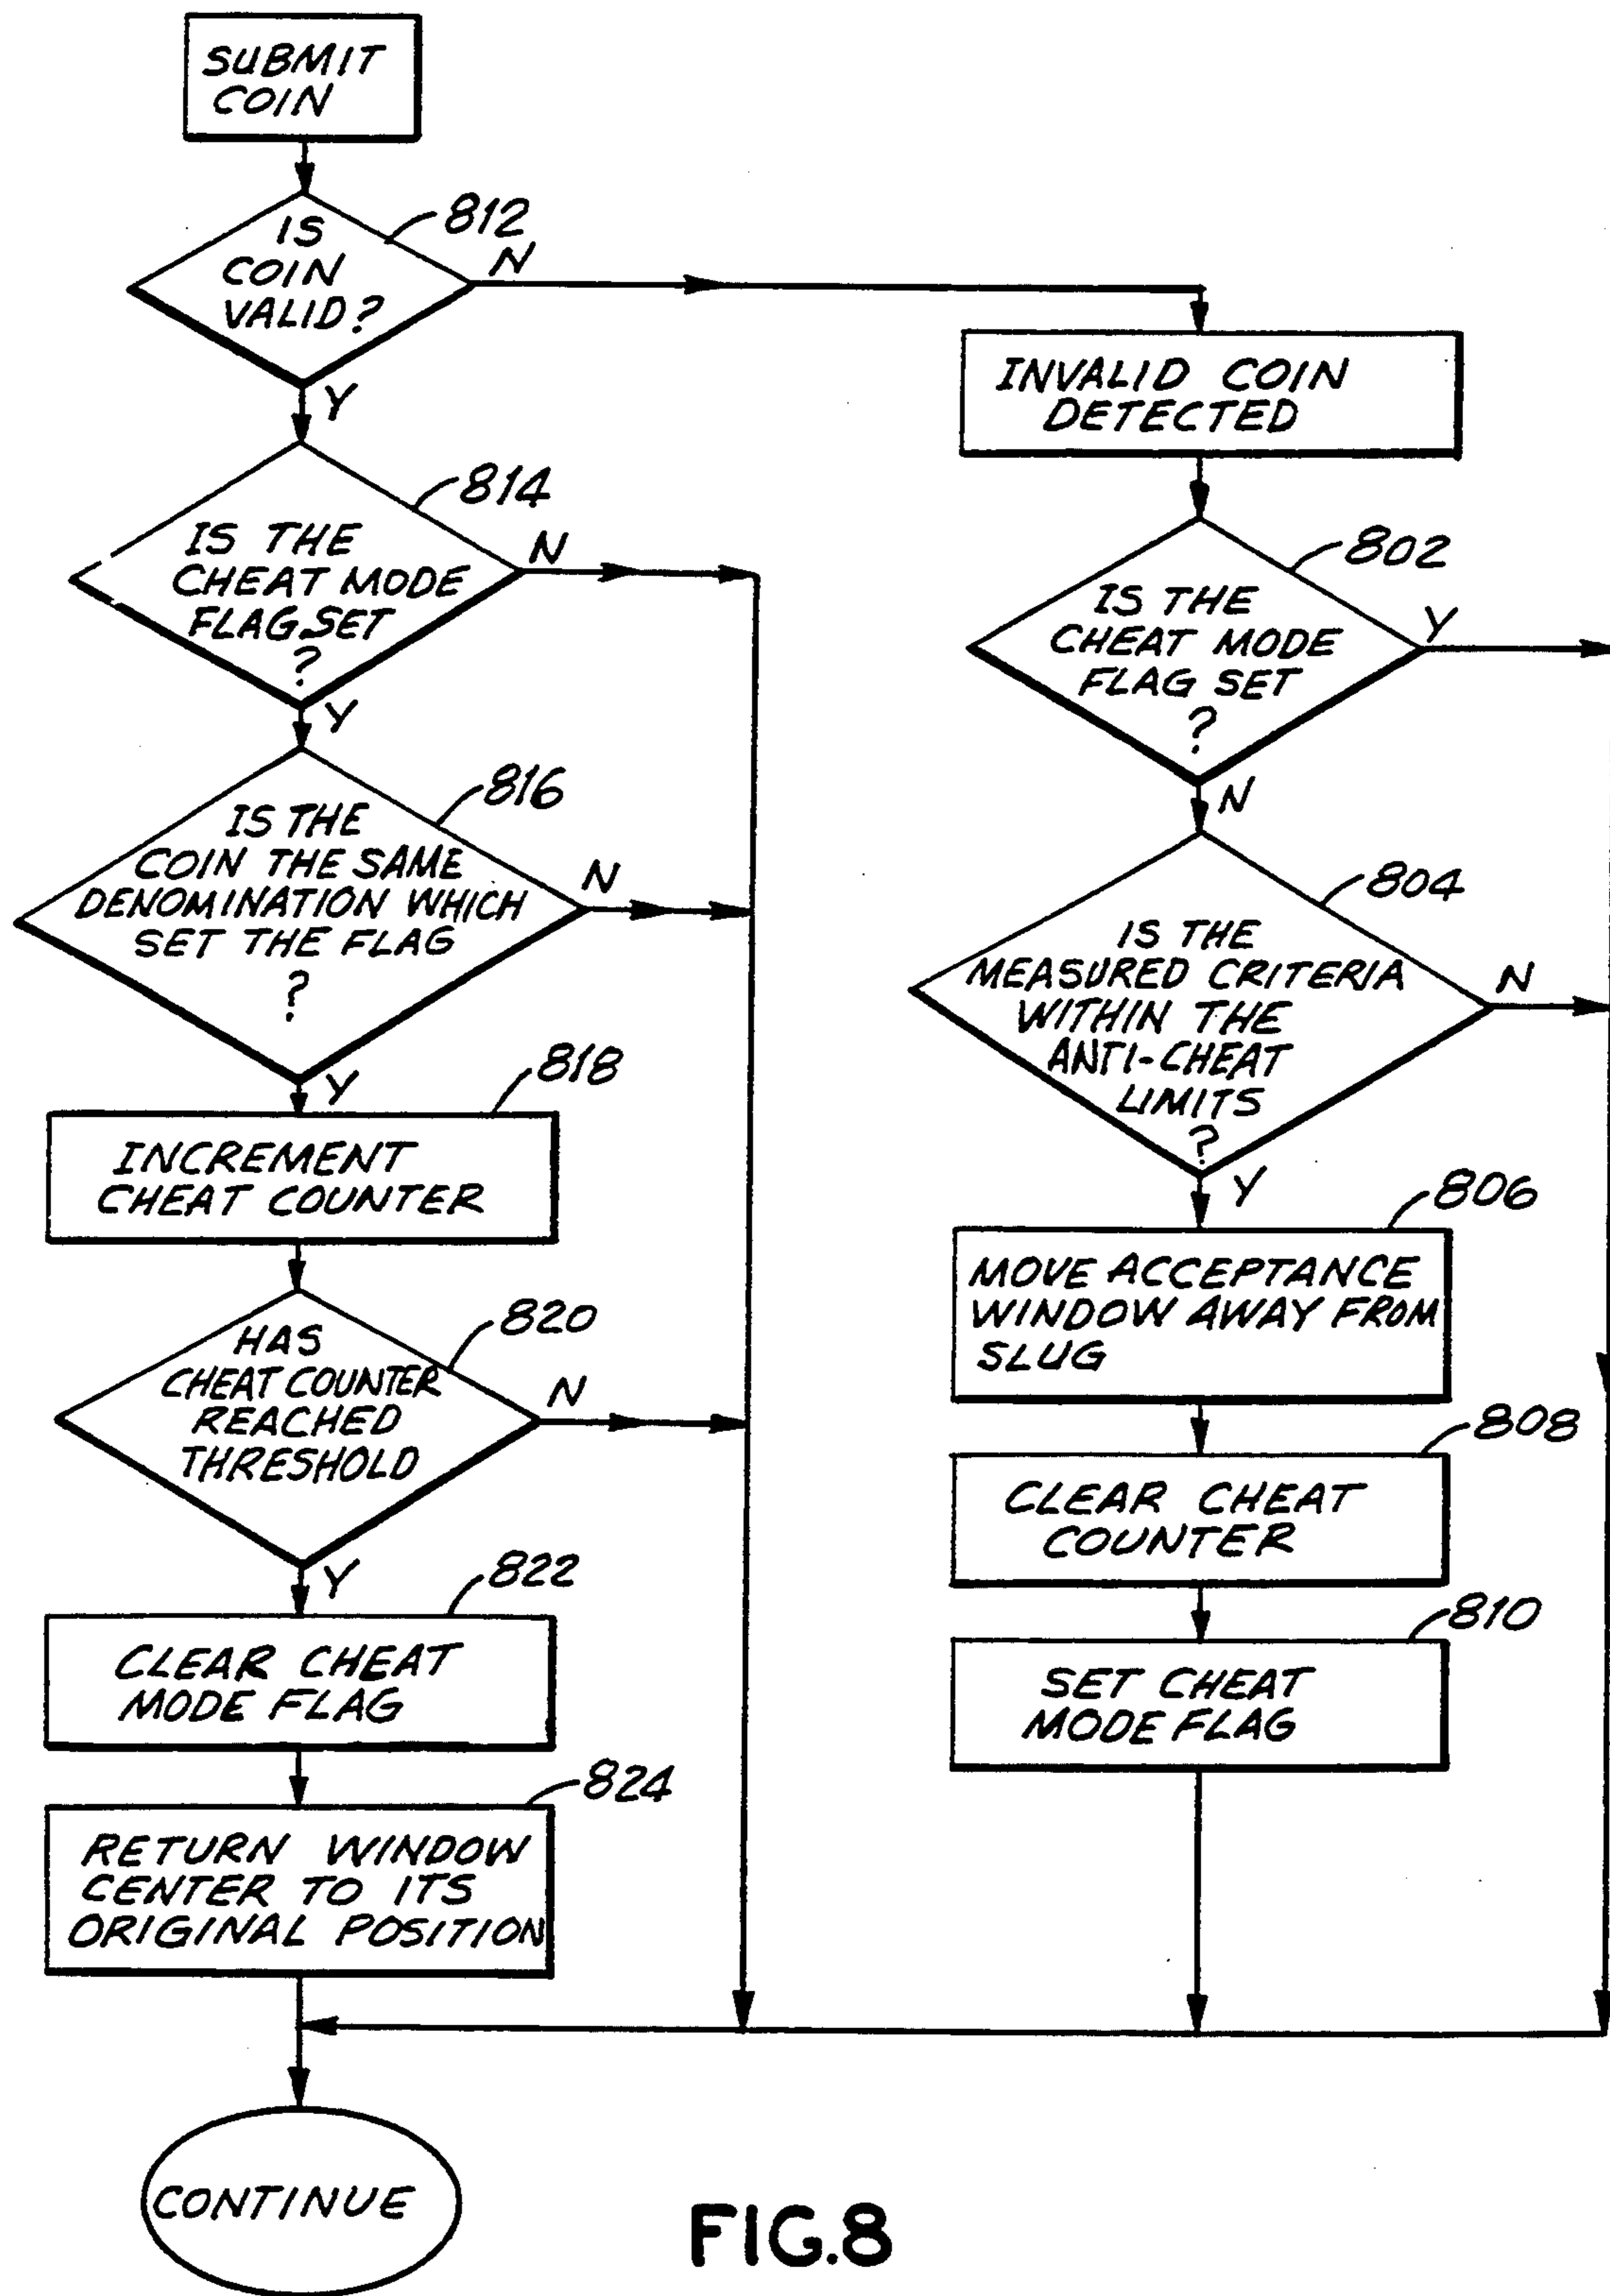 SUBMIT
COIN
812
IS
COIN
VALID?
N
Y
INVALID COIN
DETECTED
814
IS THE
CHEAT MODE
FLAG SET
?
N
Y
802
IS THE
CHEAT MODE
FLAG SET
?
Y
N
816
IS THE
COIN THE SAME
DENOMINATION WHICH
SET THE FLAG
?
N
Y
804
IS THE
MEASURED CRITERIA
WITHIN THE
ANTI-CHEAT
LIMITS
?
N
Y
818
INCREMENT
CHEAT COUNTER
806
MOVE ACCEPTANCE
WINDOW AWAY FROM
SLUG
820
HAS
CHEAT COUNTER
REACHED
THRESHOLD
N
Y
808
CLEAR CHEAT
COUNTER
822
CLEAR CHEAT
MODE FLAG
810
SET CHEAT
MODE FLAG
824
RETURN WINDOW
CENTER TO ITS
ORIGINAL POSITION
CONTINUE
FIG.8